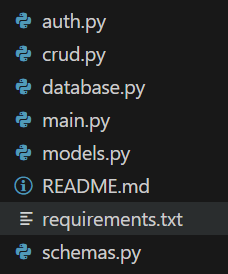 auth.py
crud.py
database.py
main.py
models.py
README.md
requirements.txt
schemas.py